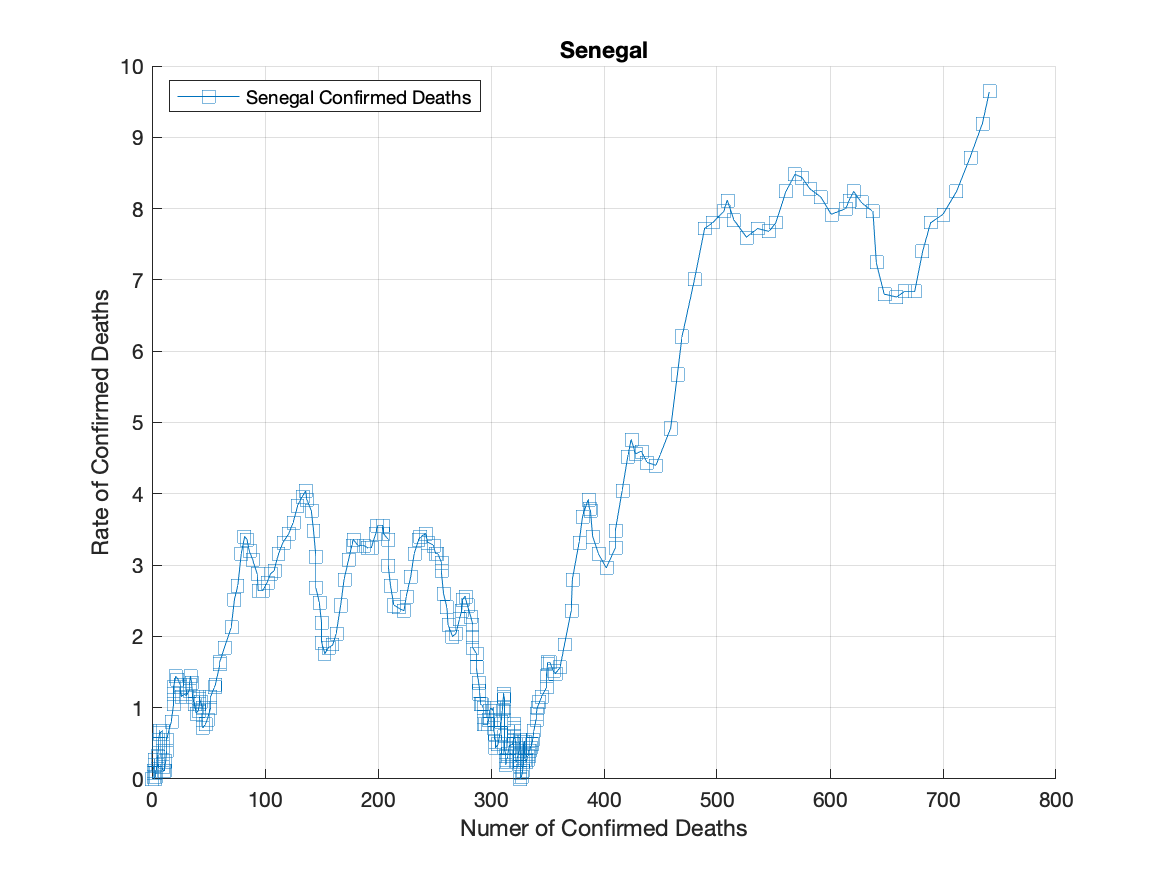 Senegal
Senegal Confirmed Deaths
10
9
8
7
6
5
4
3
2
1
0
Rate of Confirmed Deaths
0 100 200 300 400 500 600 700 800
Numer of Confirmed Deaths